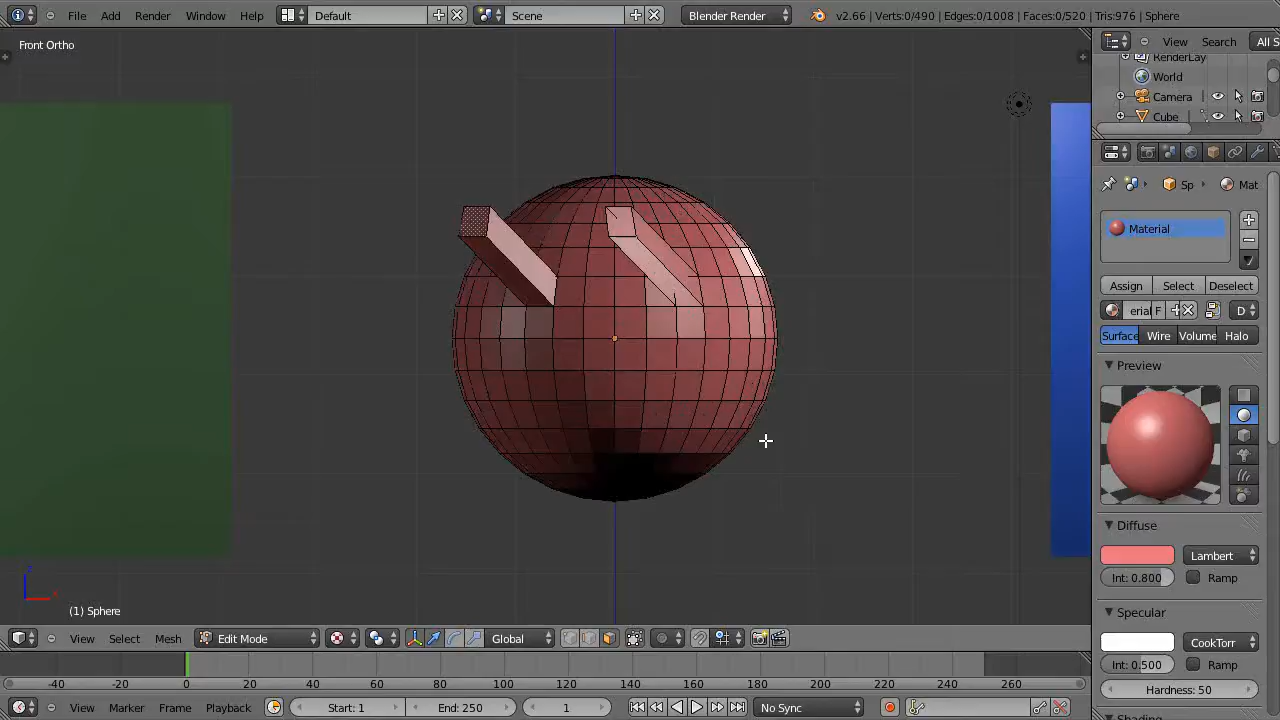 File Add Render Window Help Default Scene Blender Render v2.66 | Verts:0/490 | Edges:0/1008 | Faces:0/520 | Tris:976 | Sphere
Front Ortho
View Search All S
RenderLay
World
Camera
Cube
Sp Mat
Material
Assign Select Deselect
erial F D
Surface Wire Volume Halo
Preview
Diffuse
Lambert
Int: 0.800 Ramp
Specular
CookTorr
Int: 0.500 Ramp
Hardness: 50
Shading
z
x
(1) Sphere
View Select Mesh Edit Mode Global
-40 -20 0 20 40 60 80 100 120 140 160 180 200 220 240 260
View Marker Frame Playback Start: 1 End: 250 1 No Sync